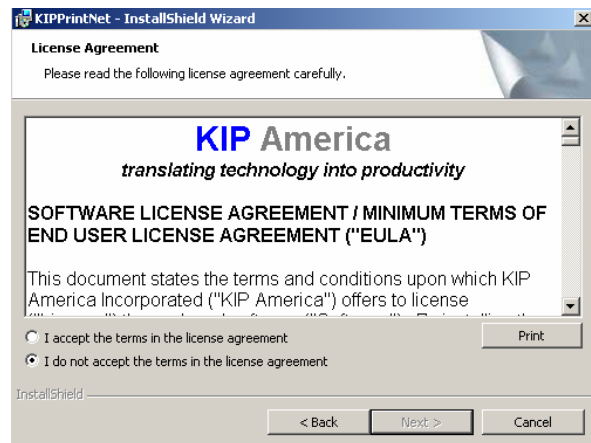 KIPPrintNet - InstallShield Wizard
License Agreement
Please read the following license agreement carefully.
KIP America
translating technology into productivity
SOFTWARE LICENSE AGREEMENT / MINIMUM TERMS OF
END USER LICENSE AGREEMENT ("EULA")
This document states the terms and conditions upon which KIP
America Incorporated ("KIP America") offers to license
I accept the terms in the license agreement
Print
I do not accept the terms in the license agreement
InstallShield
< Back
Next >
Cancel